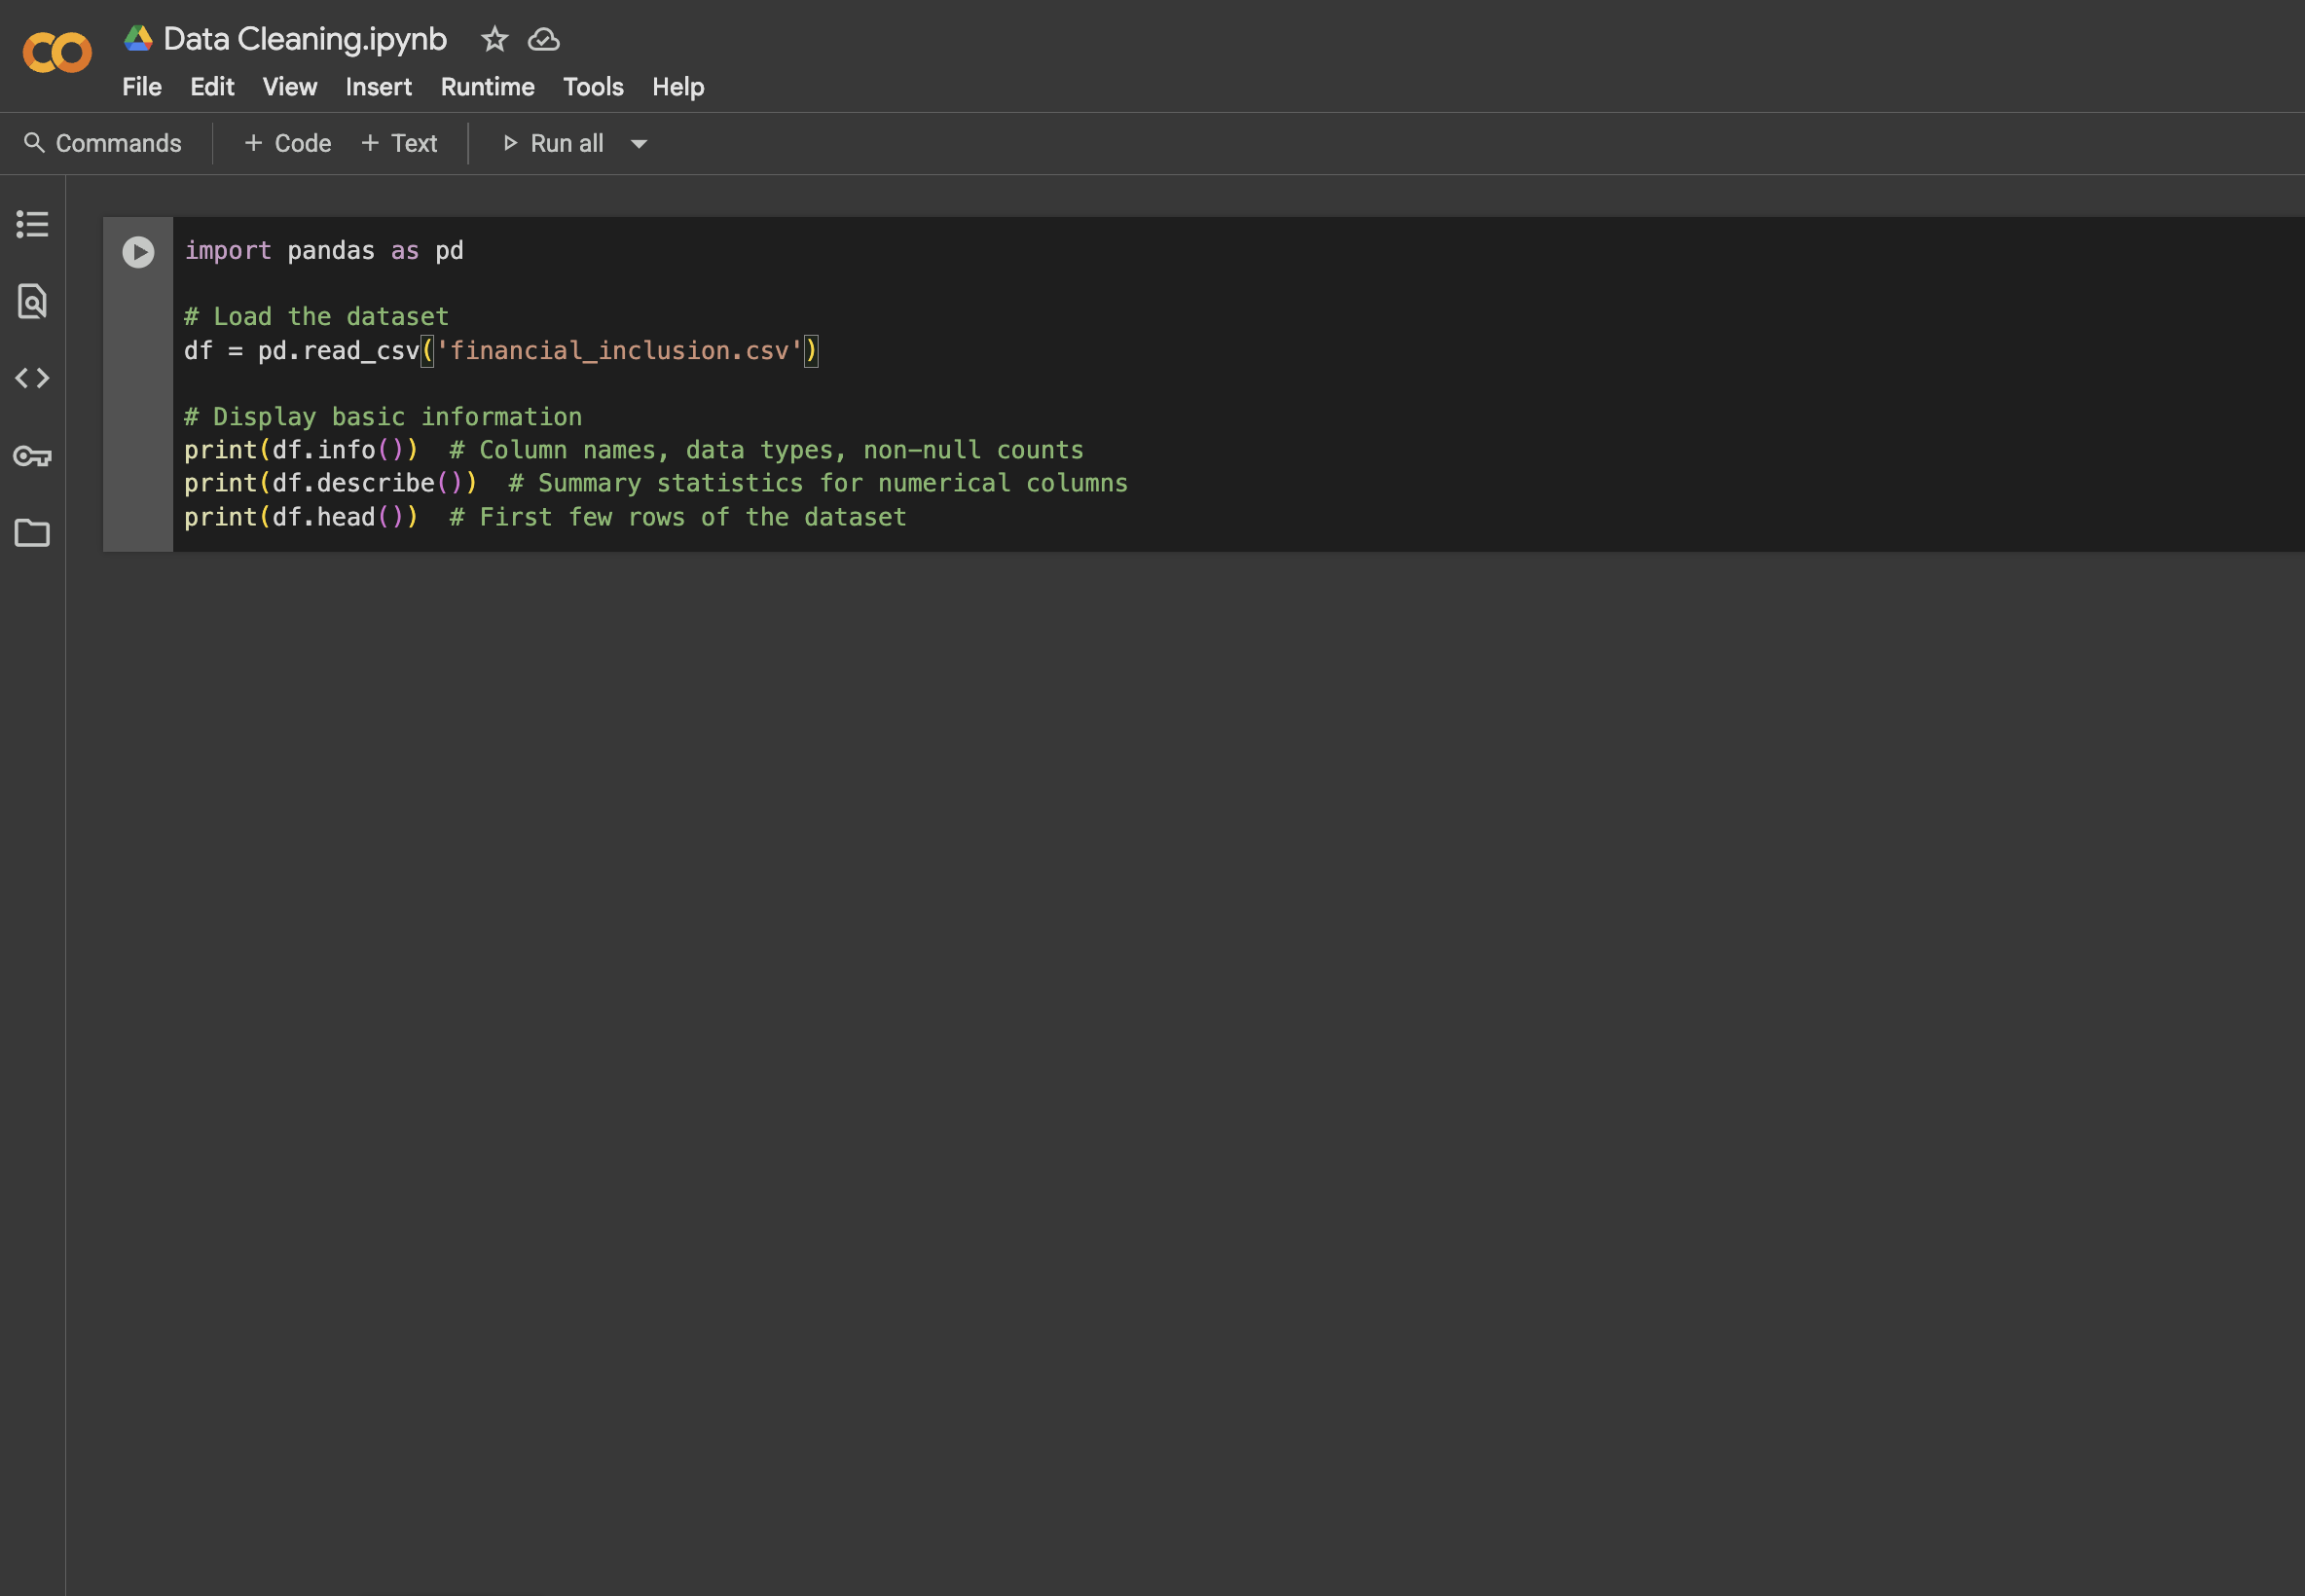 Data Cleaning.ipynb
File Edit View Insert Runtime Tools Help
Commands + Code + Text Run all
import pandas as pd
# Load the dataset
df = pd.read_csv('financial_inclusion.csv')
# Display basic information
print(df.info())  # Column names, data types, non-null counts
print(df.describe())  # Summary statistics for numerical columns
print(df.head())  # First few rows of the dataset